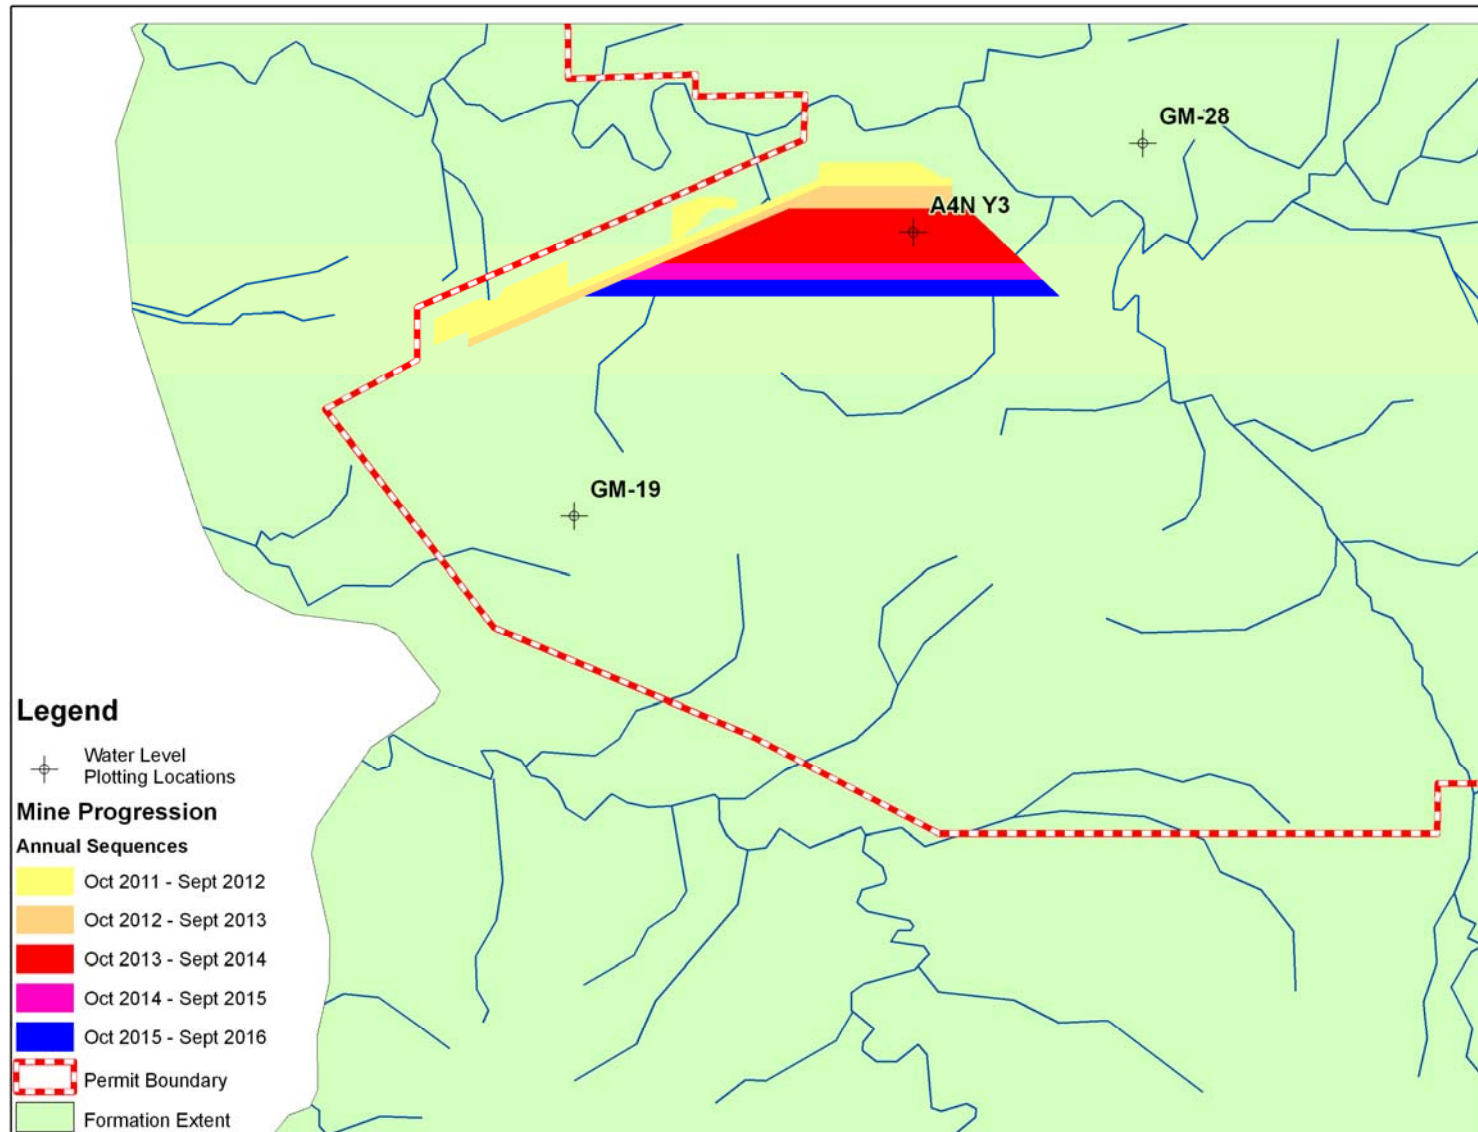 GM-28
A4N Y3
GM-19
Legend
Water Level
Plotting Locations
Mine Progression
Annual Sequences
Oct 2011 - Sept 2012
Oct 2012 - Sept 2013
Oct 2013 - Sept 2014
Oct 2014 - Sept 2015
Oct 2015 - Sept 2016
Permit Boundary
Formation Extent